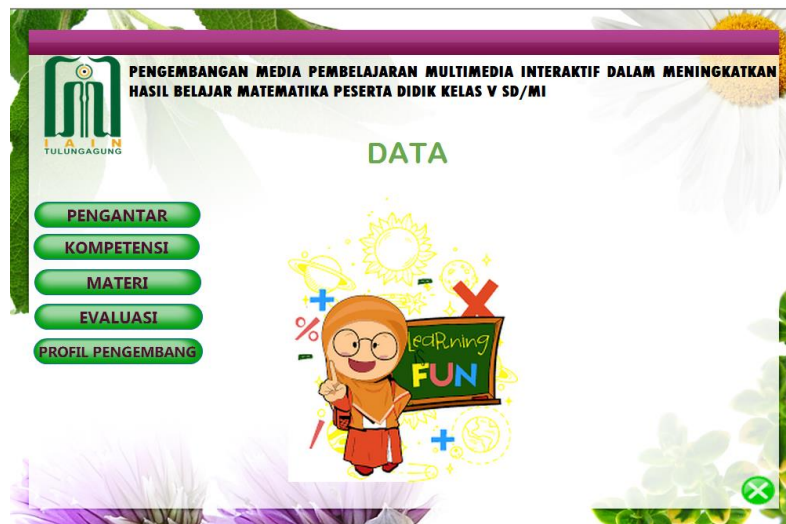 PENGEMBANGAN MEDIA PEMBELAJARAN MULTIMEDIA INTERAKTIF DALAM MENINGKATKAN
HASIL BELAJAR MATEMATIKA PESERTA DIDIK KELAS V SD/MI
IAIN
TULUNGAGUNG
DATA
PENGANTAR
KOMPETENSI
MATERI
EVALUASI
PROFIL PENGEMBANG
Learning
is
FUN